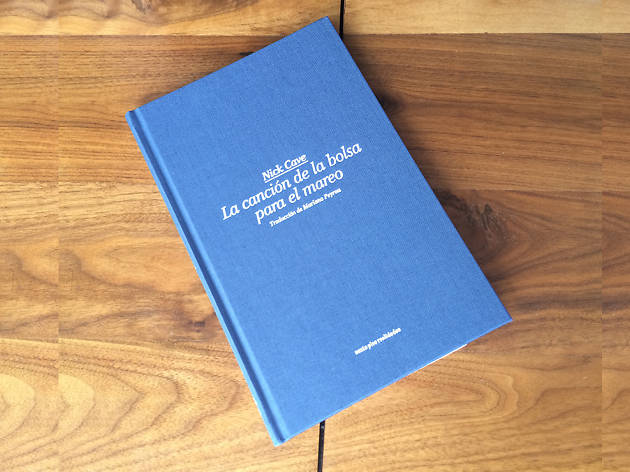 Nick Cave
La canción de la bolsa
para el mareo
Traducción de Mariano Peyrou
sexto piso realidades